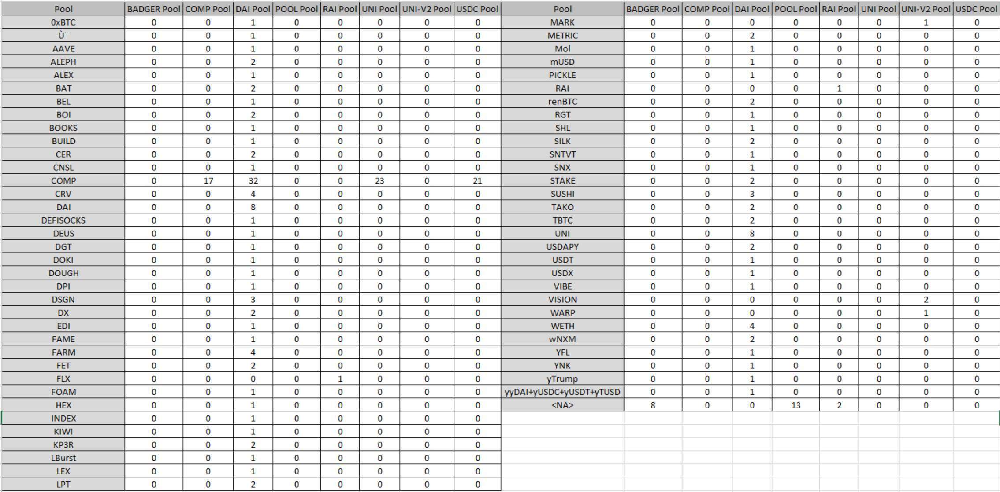 Pool BADGER Pool COMP Pool DAI Pool POOL Pool RAI Pool UNI Pool UNI-V2 Pool USDC Pool Pool BADGER Pool COMP Pool DAI Pool POOL Pool RAI Pool UNI Pool UNI-V2 Pool USDC Pool
0xBTC 0 0 1 0 0 0 0 0 MARK 0 0 0 0 0 0 1 0
Ù¨ 0 0 1 0 0 0 0 0 METRIC 0 0 2 0 0 0 0 0
AAVE 0 0 1 0 0 0 0 0 Mol 0 0 1 0 0 0 0 0
ALEPH 0 0 2 0 0 0 0 0 mUSD 0 0 1 0 0 0 0 0
ALEX 0 0 1 0 0 0 0 0 PICKLE 0 0 1 0 0 0 0 0
BAT 0 0 2 0 0 0 0 0 RAI 0 0 0 0 1 0 0 0
BEL 0 0 1 0 0 0 0 0 renBTC 0 0 2 0 0 0 0 0
BOI 0 0 2 0 0 0 0 0 RGT 0 0 1 0 0 0 0 0
BOOKS 0 0 1 0 0 0 0 0 SHL 0 0 1 0 0 0 0 0
BUILD 0 0 1 0 0 0 0 0 SILK 0 0 2 0 0 0 0 0
CER 0 0 2 0 0 0 0 0 SNTVT 0 0 1 0 0 0 0 0
CNSL 0 0 1 0 0 0 0 0 SNX 0 0 1 0 0 0 0 0
COMP 0 17 32 0 0 23 0 21 STAKE 0 0 2 0 0 0 0 0
CRV 0 0 4 0 0 0 0 0 SUSHI 0 0 3 0 0 0 0 0
DAI 0 0 8 0 0 0 0 0 TAKO 0 0 2 0 0 0 0 0
DEFISOCKS 0 0 1 0 0 0 0 0 TBTC 0 0 2 0 0 0 0 0
DEUS 0 0 1 0 0 0 0 0 UNI 0 0 8 0 0 0 0 0
DGT 0 0 1 0 0 0 0 0 USDAPY 0 0 2 0 0 0 0 0
DOKI 0 0 1 0 0 0 0 0 USDT 0 0 1 0 0 0 0 0
DOUGH 0 0 1 0 0 0 0 0 USDX 0 0 1 0 0 0 0 0
DPI 0 0 1 0 0 0 0 0 VIBE 0 0 1 0 0 0 0 0
DSGN 0 0 3 0 0 0 0 0 VISION 0 0 0 0 0 0 2 0
DX 0 0 2 0 0 0 0 0 WARP 0 0 0 0 0 0 1 0
EDI 0 0 1 0 0 0 0 0 WETH 0 0 4 0 0 0 0 0
FAME 0 0 1 0 0 0 0 0 wNXM 0 0 2 0 0 0 0 0
FARM 0 0 4 0 0 0 0 0 YFL 0 0 1 0 0 0 0 0
FET 0 0 2 0 0 0 0 0 YNK 0 0 1 0 0 0 0 0
FLX 0 0 0 0 1 0 0 0 yTrump 0 0 1 0 0 0 0 0
FOAM 0 0 1 0 0 0 0 0 yyDAI+yUSDC+yUSDT+yTUSD 0 0 1 0 0 0 0 0
HEX 0 0 1 0 0 0 0 0 <NA> 8 0 0 13 2 0 0 0
INDEX 0 0 1 0 0 0 0 0
KIWI 0 0 1 0 0 0 0 0
KP3R 0 0 2 0 0 0 0 0
LBurst 0 0 1 0 0 0 0 0
LEX 0 0 1 0 0 0 0 0
LPT 0 0 2 0 0 0 0 0